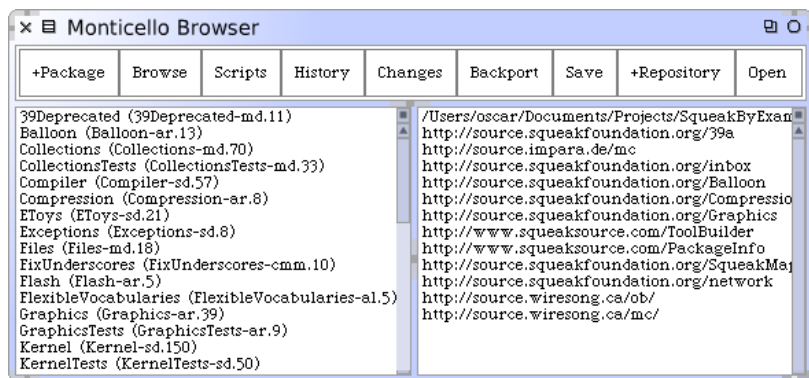 Monticello Browser
+Package Browse Scripts History Changes Backport Save +Repository Open
39Deprecated (39Deprecated-md.11)
Balloon (Balloon-ar.13)
Collections (Collections-md.70)
CollectionsTests (CollectionsTests-md.33)
Compiler (Compiler-sd.57)
Compression (Compression-ar.8)
EToys (EToys-sd.21)
Exceptions (Exceptions-sd.8)
Files (Files-md.18)
FixUnderscores (FixUnderscores-cmm.10)
Flash (Flash-ar.5)
FlexibleVocabularies (FlexibleVocabularies-al.5)
Graphics (Graphics-ar.39)
GraphicsTests (GraphicsTests-ar.9)
Kernel (Kernel-sd.150)
KernelTests (KernelTests-sd.50)
/Users/oscar/Documents/Projects/SqueakByExam
http://source.squeakfoundation.org/39a
http://source.impara.de/mc
http://source.squeakfoundation.org/inbox
http://source.squeakfoundation.org/Balloon
http://source.squeakfoundation.org/Compressio
http://source.squeakfoundation.org/Graphics
http://www.squeaksource.com/ToolBuilder
http://www.squeaksource.com/PackageInfo
http://source.squeakfoundation.org/SqueakMap
http://source.squeakfoundation.org/network
http://source.wiresong.ca/ob/
http://source.wiresong.ca/mc/